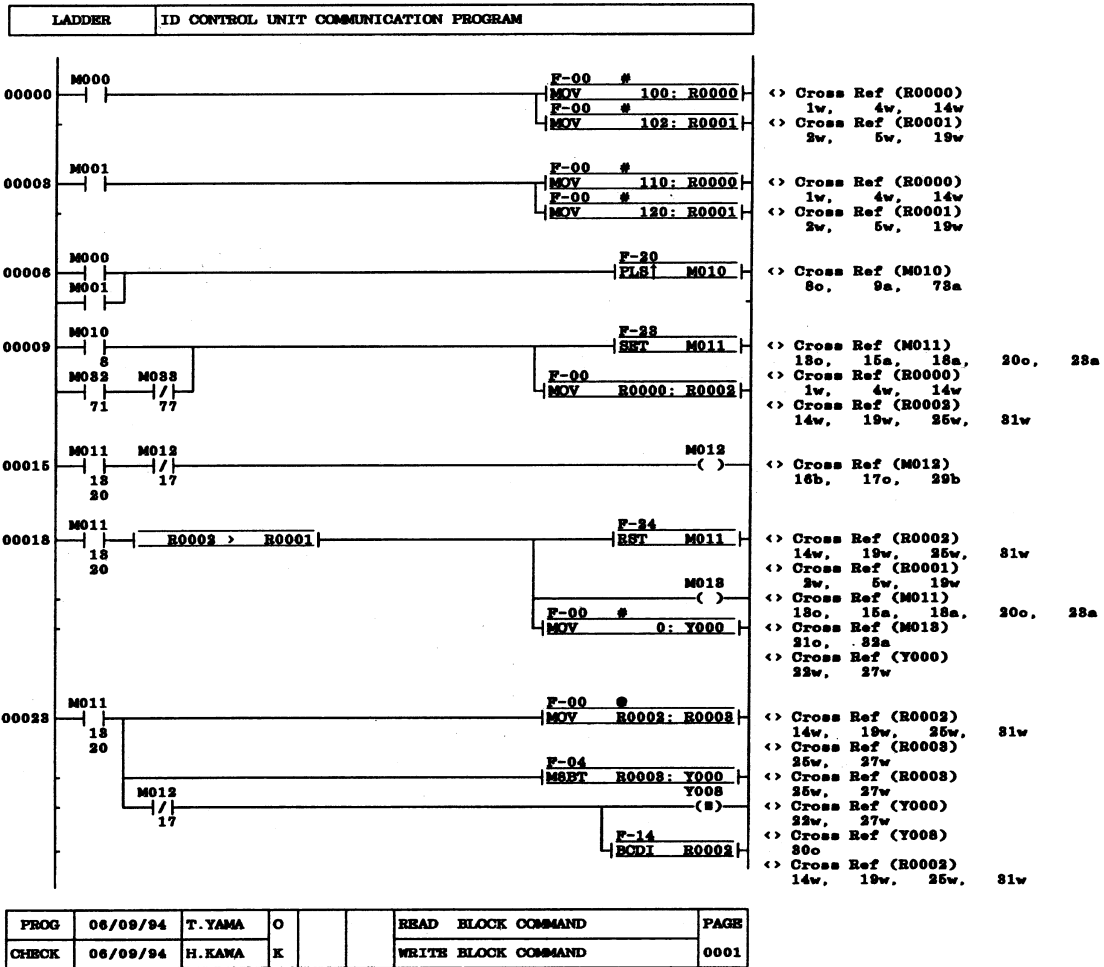 LADDER ID CONTROL UNIT COMMUNICATION PROGRAM
M000 F-00 #
00000 MOV 100: R0000 <> Cross Ref (R0000)
F-00 # 1w, 4w, 14w
MOV 102: R0001 <> Cross Ref (R0001)
2w, 5w, 19w
M001 F-00 #
00003 MOV 110: R0000 <> Cross Ref (R0000)
F-00 # 1w, 4w, 14w
MOV 120: R0001 <> Cross Ref (R0001)
2w, 5w, 19w
M000 F-20
00006 PLS↑ M010 <> Cross Ref (M010)
M001 8o, 9a, 73a
M010 F-23
00009 SET M011 <> Cross Ref (M011)
8 13o, 15a, 18a, 20o, 23a
M032 M033 F-00 <> Cross Ref (R0000)
MOV R0000: R0002 1w, 4w, 14w
71 77 <> Cross Ref (R0002)
14w, 19w, 25w, 31w
M011 M012 M012
00015 ( ) <> Cross Ref (M012)
13 17 16b, 17o, 29b
20
M011 F-24
00018 R0002 > R0001 RST M011 <> Cross Ref (R0002)
13 14w, 19w, 25w, 31w
20 <> Cross Ref (R0001)
M013 2w, 5w, 19w
( ) <> Cross Ref (M011)
F-00 # 13o, 15a, 18a, 20o, 23a
MOV 0: Y000 <> Cross Ref (M013)
21o, 32a
<> Cross Ref (Y000)
22w, 27w
M011 F-00 @
00023 MOV R0002: R0003 <> Cross Ref (R0002)
13 14w, 19w, 25w, 31w
20 <> Cross Ref (R0003)
F-04 25w, 27w
MSBT R0003: Y000 <> Cross Ref (R0003)
M012 Y008 25w, 27w
<> Cross Ref (Y000)
17 22w, 27w
F-14 <> Cross Ref (Y008)
BCDI R0002 30o
<> Cross Ref (R0002)
14w, 19w, 25w, 31w
PROG 06/09/94 T.YAMA O READ BLOCK COMMAND PAGE
CHECK 06/09/94 H.KAWA K WRITE BLOCK COMMAND 0001